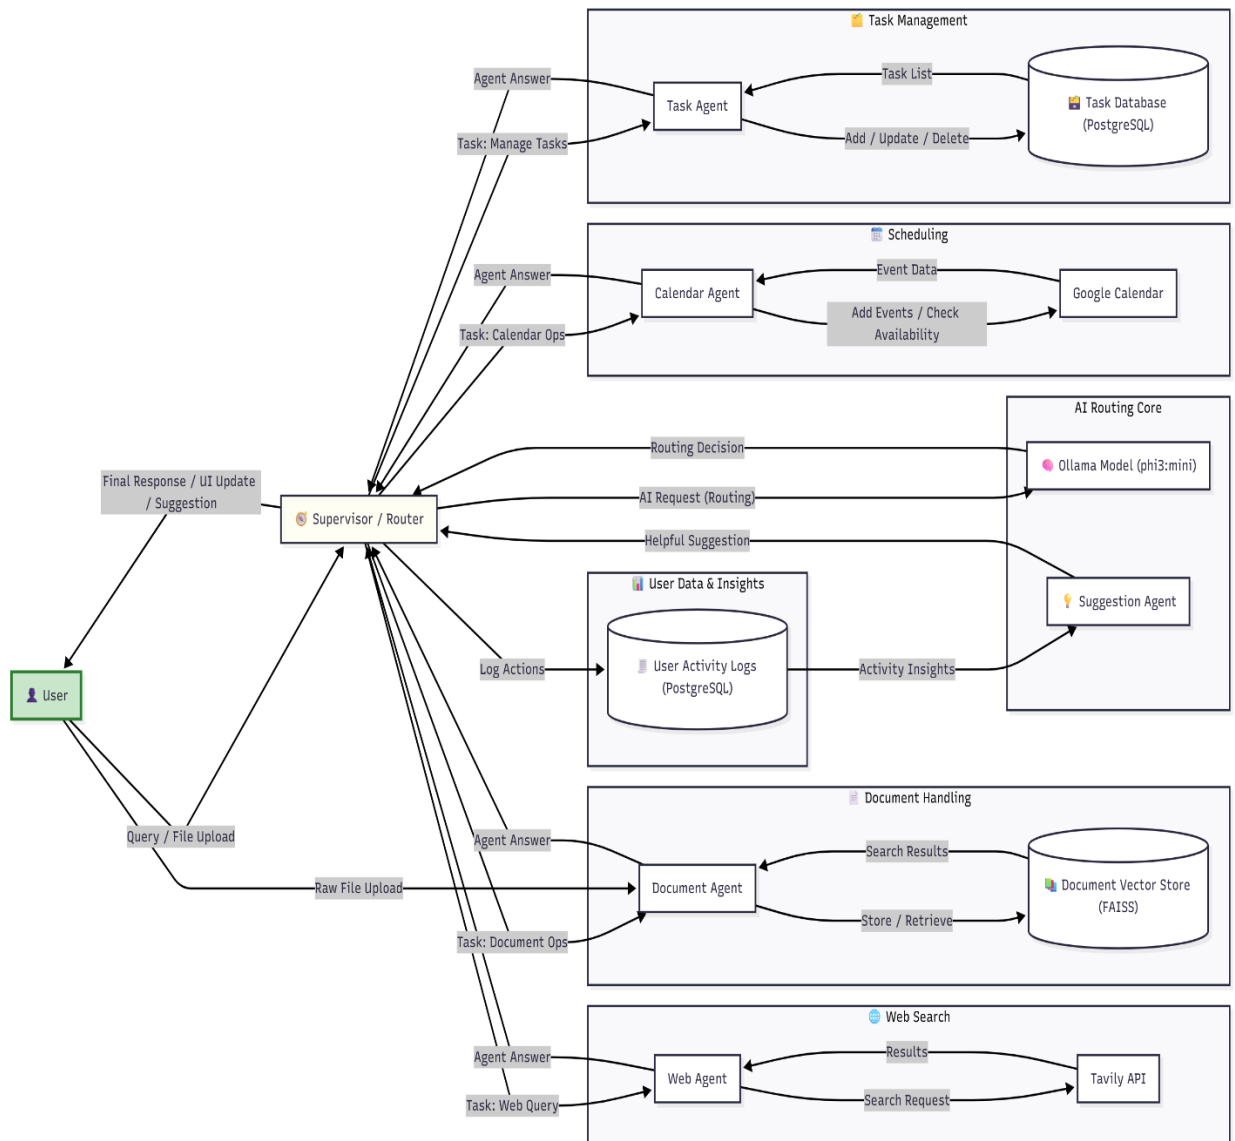 Task Management
Agent Answer
Task List
Task Agent
Task Database
(PostgreSQL)
Task: Manage Tasks
Add / Update / Delete
Scheduling
Agent Answer
Event Data
Calendar Agent
Google Calendar
Task: Calendar Ops
Add Events / Check
Availability
AI Routing Core
Routing Decision
Ollama Model (phi3:mini)
Final Response / UI Update
/ Suggestion
AI Request (Routing)
Supervisor / Router
Helpful Suggestion
User Data & Insights
Suggestion Agent
User Activity Logs
(PostgreSQL)
Log Actions
Activity Insights
User
Document Handling
Query / File Upload
Agent Answer
Search Results
Raw File Upload
Document Agent
Document Vector Store
(FAISS)
Store / Retrieve
Task: Document Ops
Web Search
Agent Answer
Results
Web Agent
Tavily API
Search Request
Task: Web Query